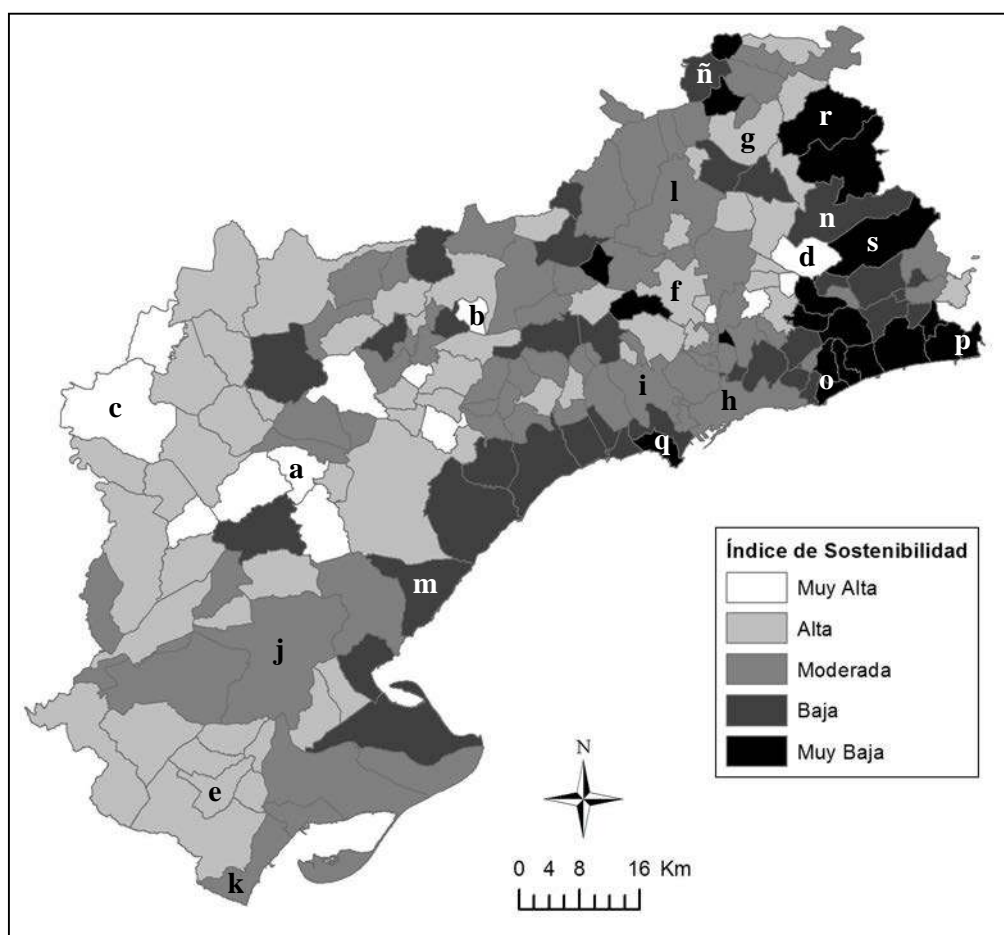 ñ
r
g
l
n
s
d
f
b
p
i
o
h
c
q
a
m
j
e
k
Índice de Sostenibilidad
Muy Alta
Alta
Moderada
Baja
Muy Baja
N
0 4 8 16 Km